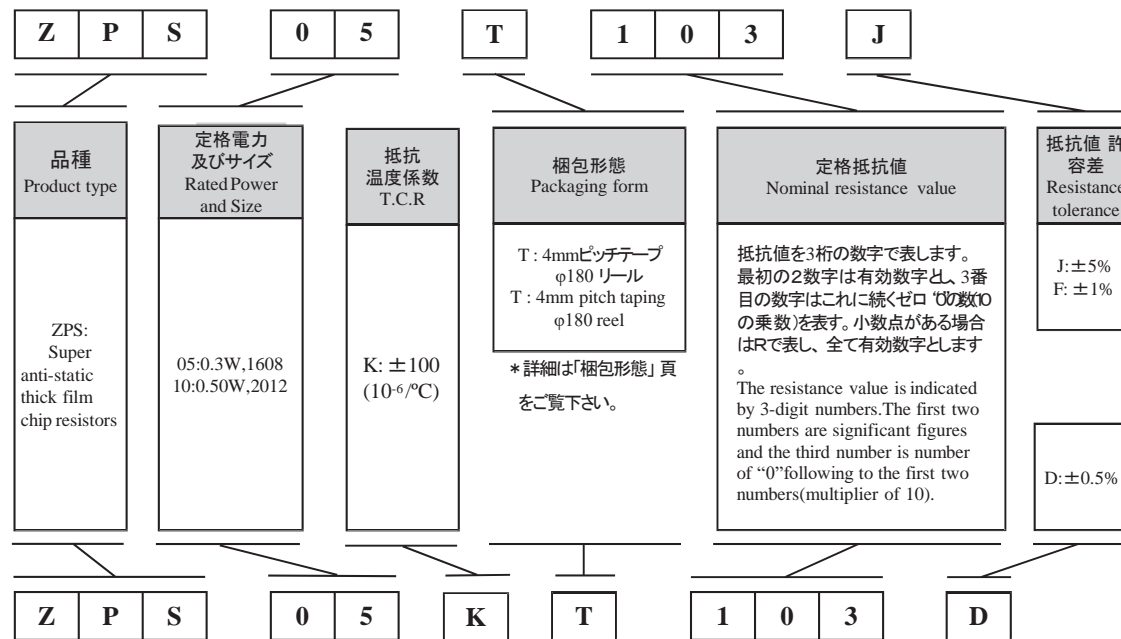 Z P S 0 5 T 1 0 3 J
品種
Product type
定格電力
及びサイズ
Rated Power
and Size
抵抗
温度係数
T.C.R
梱包形態
Packaging form
定格抵抗値
Nominal resistance value
抵抗値 許
容差
Resistance
tolerance
ZPS:
Super
anti-static
thick film
chip resistors
05:0.3W,1608
10:0.50W,2012
K: ±100
(10-6/℃)
T : 4mmピッチテープ
φ180 リール
T : 4mm pitch taping
φ180 reel
*詳細は「梱包形態」頁
をご覧下さい。
抵抗値を3桁の数字で表します。
最初の2数字は有効数字とし、3番
目の数字はこれに続くゼロ“0”の数(10
の乗数)を表す。小数点がある場合
はRで表し、全て有効数字とします
。
The resistance value is indicated
by 3-digit numbers.The first two
numbers are significant figures
and the third number is number
of “0”following to the first two
numbers(multiplier of 10).
J:±5%
F: ±1%
D:±0.5%
Z P S 0 5 K T 1 0 3 D